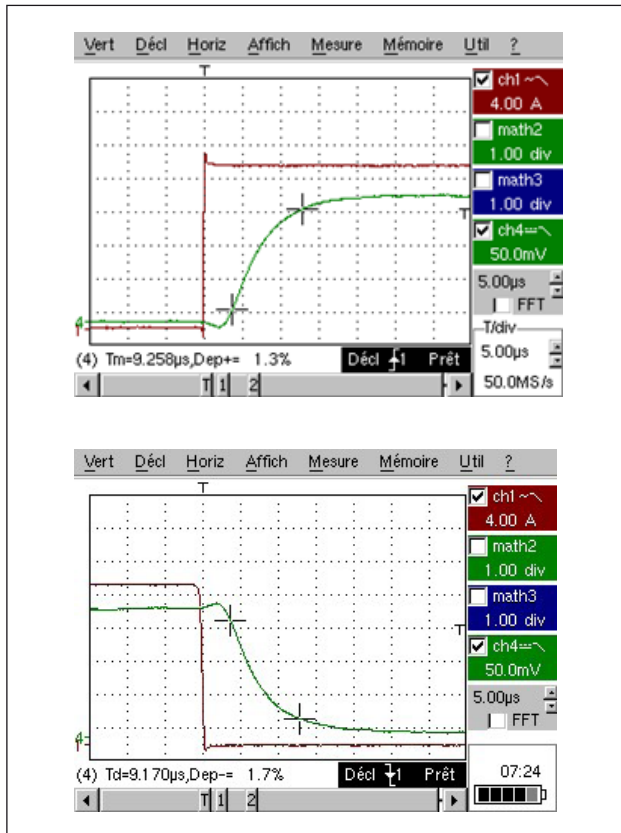 Vert Décl Horiz Affich Mesure Mémoire Util ?
T
ch1
4.00 A
math2
1.00 div
math3
1.00 div
ch4
50.0mV
5.00µs
FFT
T/div
5.00µs
50.0MS/s
T
4
(4) Tm=9.258µs,Dep+= 1.3% Décl 1 Prêt
T 1 2
Vert Décl Horiz Affich Mesure Mémoire Util ?
T
ch1
4.00 A
math2
1.00 div
math3
1.00 div
ch4
50.0mV
5.00µs
FFT
T
4
07:24
(4) Td=9.170µs,Dep-= 1.7% Décl 1 Prêt
T 1 2